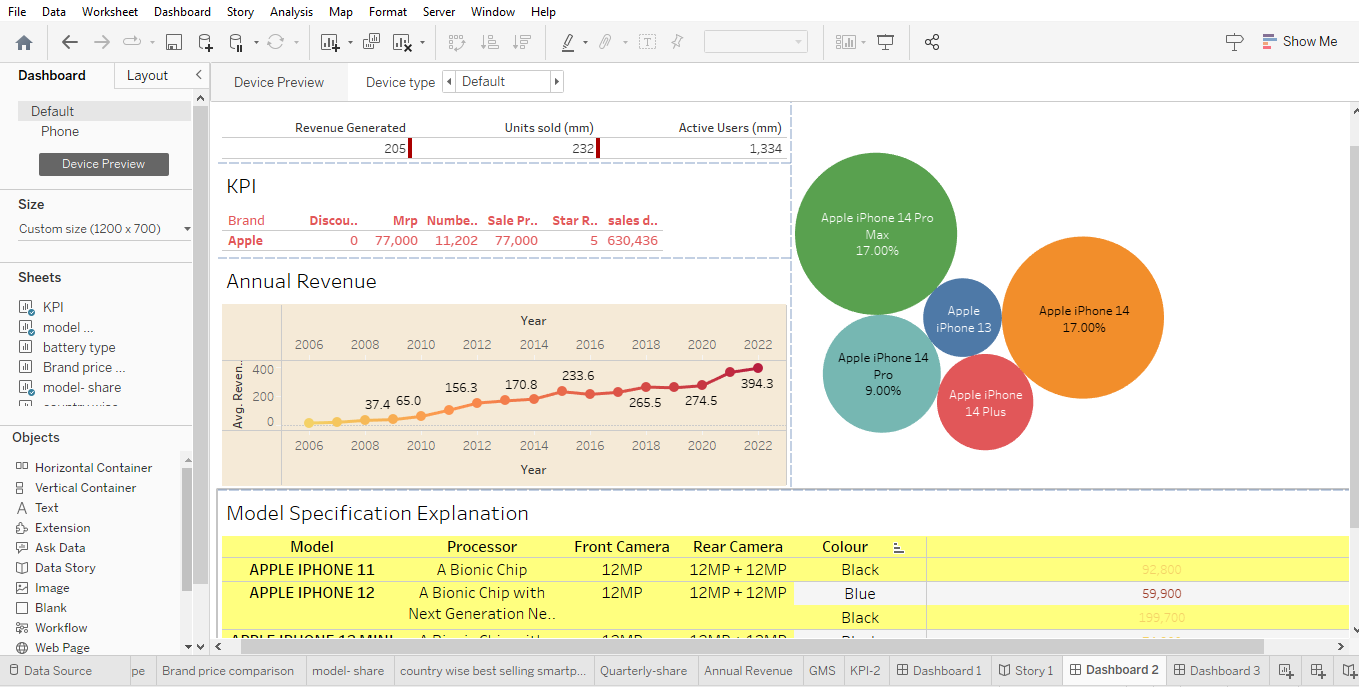 File Data Worksheet Dashboard Story Analysis Map Format Server Window Help
Show Me
Dashboard Layout
Default
Phone
Device Preview
Size
Custom size (1200 x 700)
Sheets
KPI
model ...
battery type
Brand price ...
model- share
Objects
Horizontal Container
Vertical Container
Text
Extension
Ask Data
Data Story
Image
Blank
Workflow
Web Page
Device Preview Device type Default
Revenue Generated Units sold (mm) Active Users (mm)
205 232 1,334
KPI
Brand Discou.. Mrp Numbe.. Sale Pr.. Star R.. sales d..
Apple 0 77,000 11,202 77,000 5 630,436
Annual Revenue
Year
2006 2008 2010 2012 2014 2016 2018 2020 2022
Avg. Reven..
400
200
0
37.4 65.0 156.3 170.8 233.6 265.5 274.5 394.3
2006 2008 2010 2012 2014 2016 2018 2020 2022
Year
Apple iPhone 14 Pro
Max
17.00%
Apple iPhone 14
17.00%
Apple
iPhone 13
Apple iPhone 14
Pro
9.00%
Apple iPhone
14 Plus
Model Specification Explanation
Model Processor Front Camera Rear Camera Colour
APPLE IPHONE 11 A Bionic Chip 12MP 12MP + 12MP Black 92,800
APPLE IPHONE 12 A Bionic Chip with 12MP 12MP + 12MP Blue 59,900
Next Generation Ne..
Black 199,700
APPLE IPHONE 12 MINI A Bionic Chip with 12MP 12MP + 12MP
Data Source pe Brand price comparison model- share country wise best selling smartp... Quarterly-share Annual Revenue GMS KPI-2 Dashboard 1 Story 1 Dashboard 2 Dashboard 3